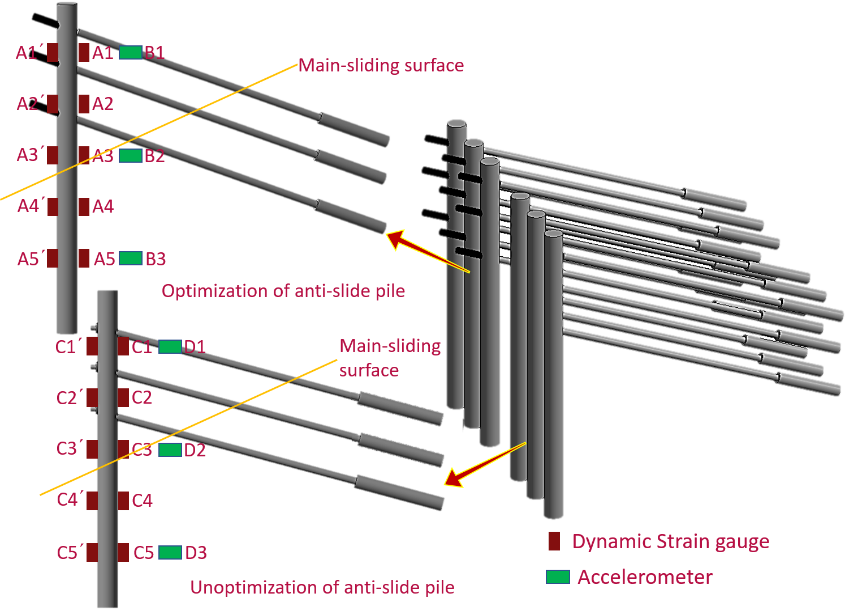 A1´ A1 B1
Main-sliding surface
A2´ A2
A3´ A3 B2
A4´ A4
A5´ A5 B3
Optimization of anti-slide pile
C1´ C1 D1
Main-sliding
surface
C2´ C2
C3´ C3 D2
C4´ C4
C5´ C5 D3
Unoptimization of anti-slide pile
Dynamic Strain gauge
Accelerometer